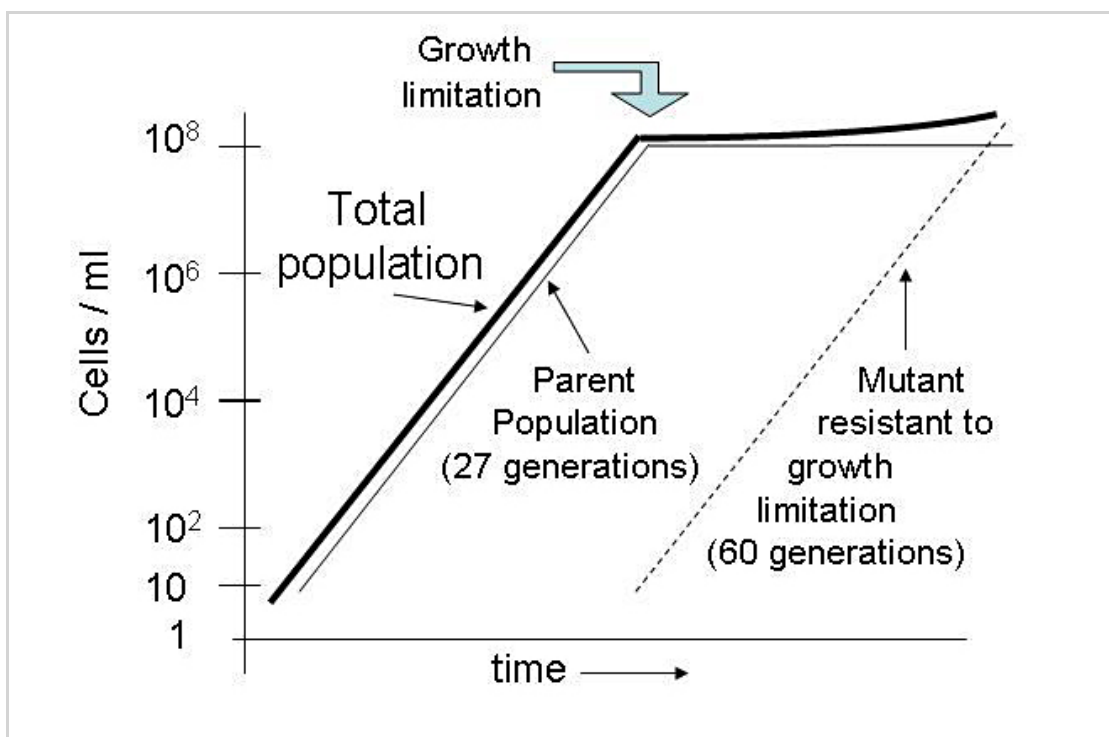 Growth
limitation
10⁸
10⁶
10⁴
10²
10
1
Cells / ml
Total
population
Parent
Population
(27 generations)
Mutant
resistant to
growth
limitation
(60 generations)
time